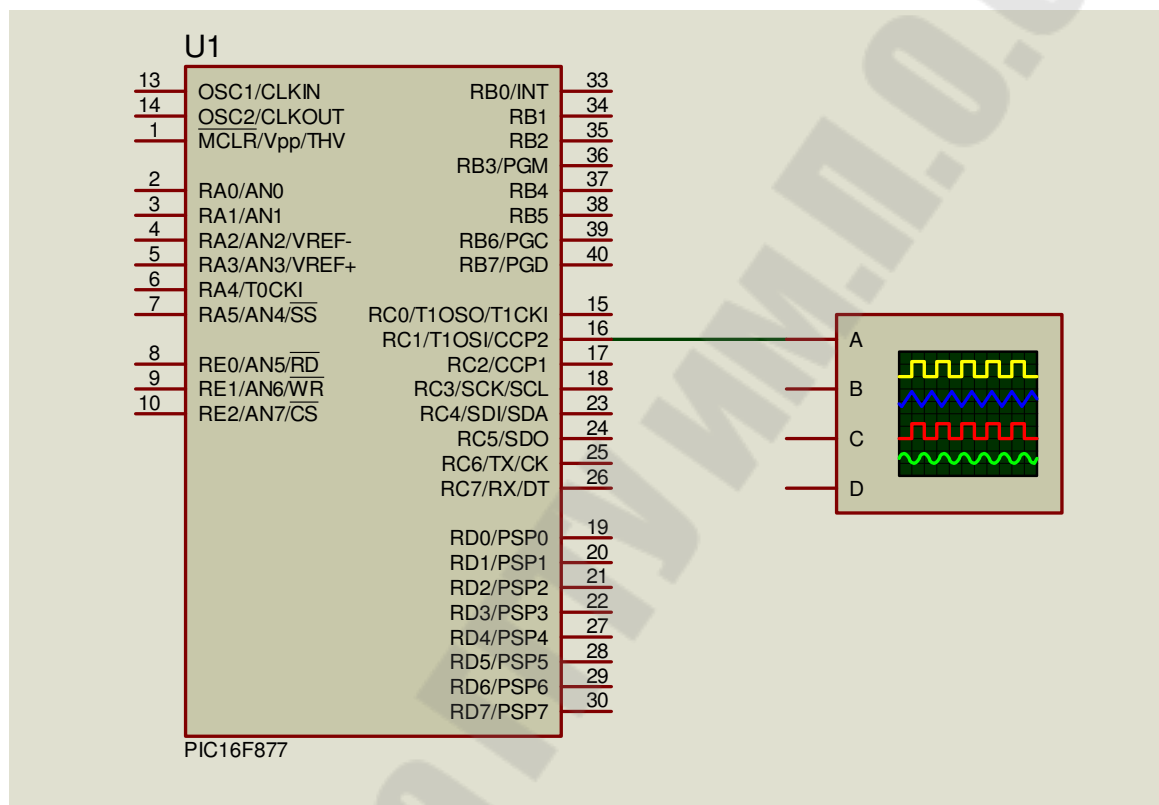 U1
13 OSC1/CLKIN RB0/INT 33
14 OSC2/CLKOUT RB1 34
1 MCLR/Vpp/THV RB2 35
RB3/PGM 36
2 RA0/AN0 RB4 37
3 RA1/AN1 RB5 38
4 RA2/AN2/VREF- RB6/PGC 39
5 RA3/AN3/VREF+ RB7/PGD 40
6 RA4/T0CKI
7 RA5/AN4/SS RC0/T1OSO/T1CKI 15
RC1/T1OSI/CCP2 16 A
8 RE0/AN5/RD RC2/CCP1 17
9 RE1/AN6/WR RC3/SCK/SCL 18 B
10 RE2/AN7/CS RC4/SDI/SDA 23
RC5/SDO 24 C
RC6/TX/CK 25
RC7/RX/DT 26 D
RD0/PSP0 19
RD1/PSP1 20
RD2/PSP2 21
RD3/PSP3 22
RD4/PSP4 27
RD5/PSP5 28
RD6/PSP6 29
RD7/PSP7 30
PIC16F877
ту им.П.О.